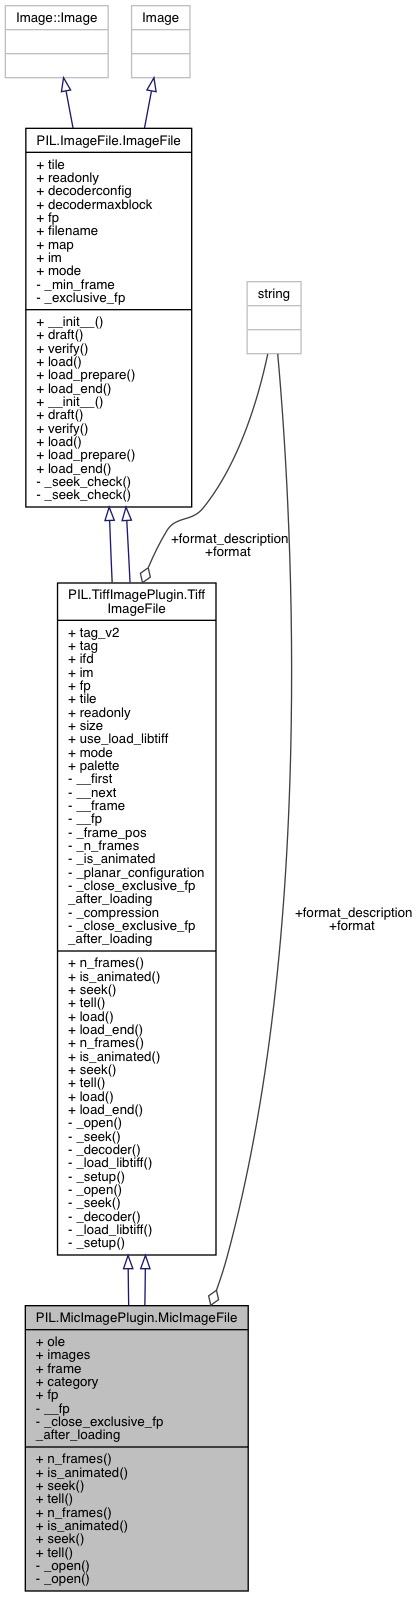 Image::Image
Image
PIL.ImageFile.ImageFile
+ tile
+ readonly
+ decoderconfig
+ decodermaxblock
+ fp
+ filename
+ map
+ im
+ mode
- _min_frame
- _exclusive_fp
+ __init__()
+ draft()
+ verify()
+ load()
+ load_prepare()
+ load_end()
+ __init__()
+ draft()
+ verify()
+ load()
+ load_prepare()
+ load_end()
- _seek_check()
- _seek_check()
string
+format_description
+format
PIL.TiffImagePlugin.Tiff
ImageFile
+ tag_v2
+ tag
+ ifd
+ im
+ fp
+ tile
+ readonly
+ size
+ use_load_libtiff
+ mode
+ palette
- __first
- __next
- __frame
- __fp
- _frame_pos
- _n_frames
- _is_animated
- _planar_configuration
- _close_exclusive_fp
_after_loading
- _compression
- _close_exclusive_fp
_after_loading
+ n_frames()
+ is_animated()
+ seek()
+ tell()
+ load()
+ load_end()
+ n_frames()
+ is_animated()
+ seek()
+ tell()
+ load()
+ load_end()
- _open()
- _seek()
- _decoder()
- _load_libtiff()
- _setup()
- _open()
- _seek()
- _decoder()
- _load_libtiff()
- _setup()
+format_description
+format
PIL.MicImagePlugin.MicImageFile
+ ole
+ images
+ frame
+ category
+ fp
- __fp
- _close_exclusive_fp
_after_loading
+ n_frames()
+ is_animated()
+ seek()
+ tell()
+ n_frames()
+ is_animated()
+ seek()
+ tell()
- _open()
- _open()